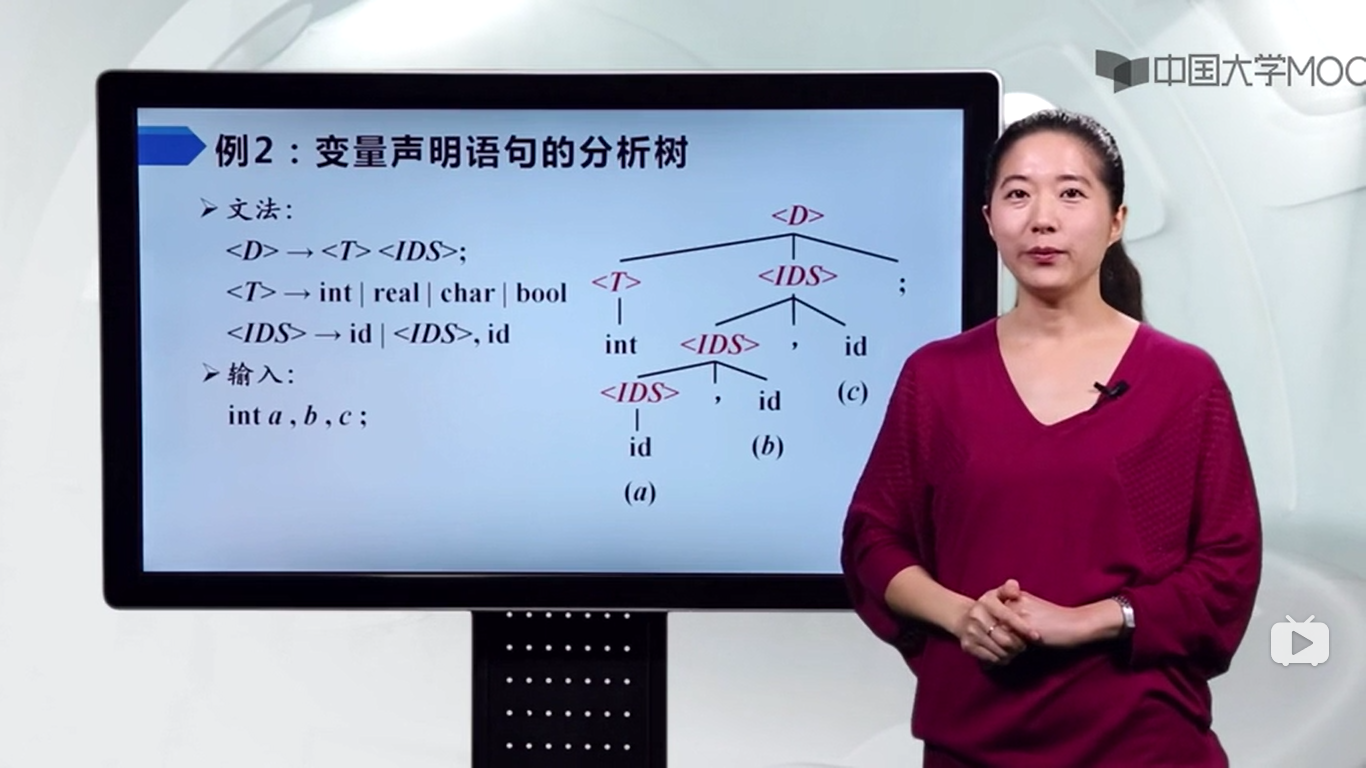 中国大学MOOC
例2：变量声明语句的分析树
➢ 文法：
<D> → <T> <IDS>;
<T> → int | real | char | bool
<IDS> → id | <IDS>, id
➢ 输入：
int a , b , c ;
<D>
<T> <IDS> ;
int <IDS> , id
(c)
<IDS> , id
id (b)
(a)